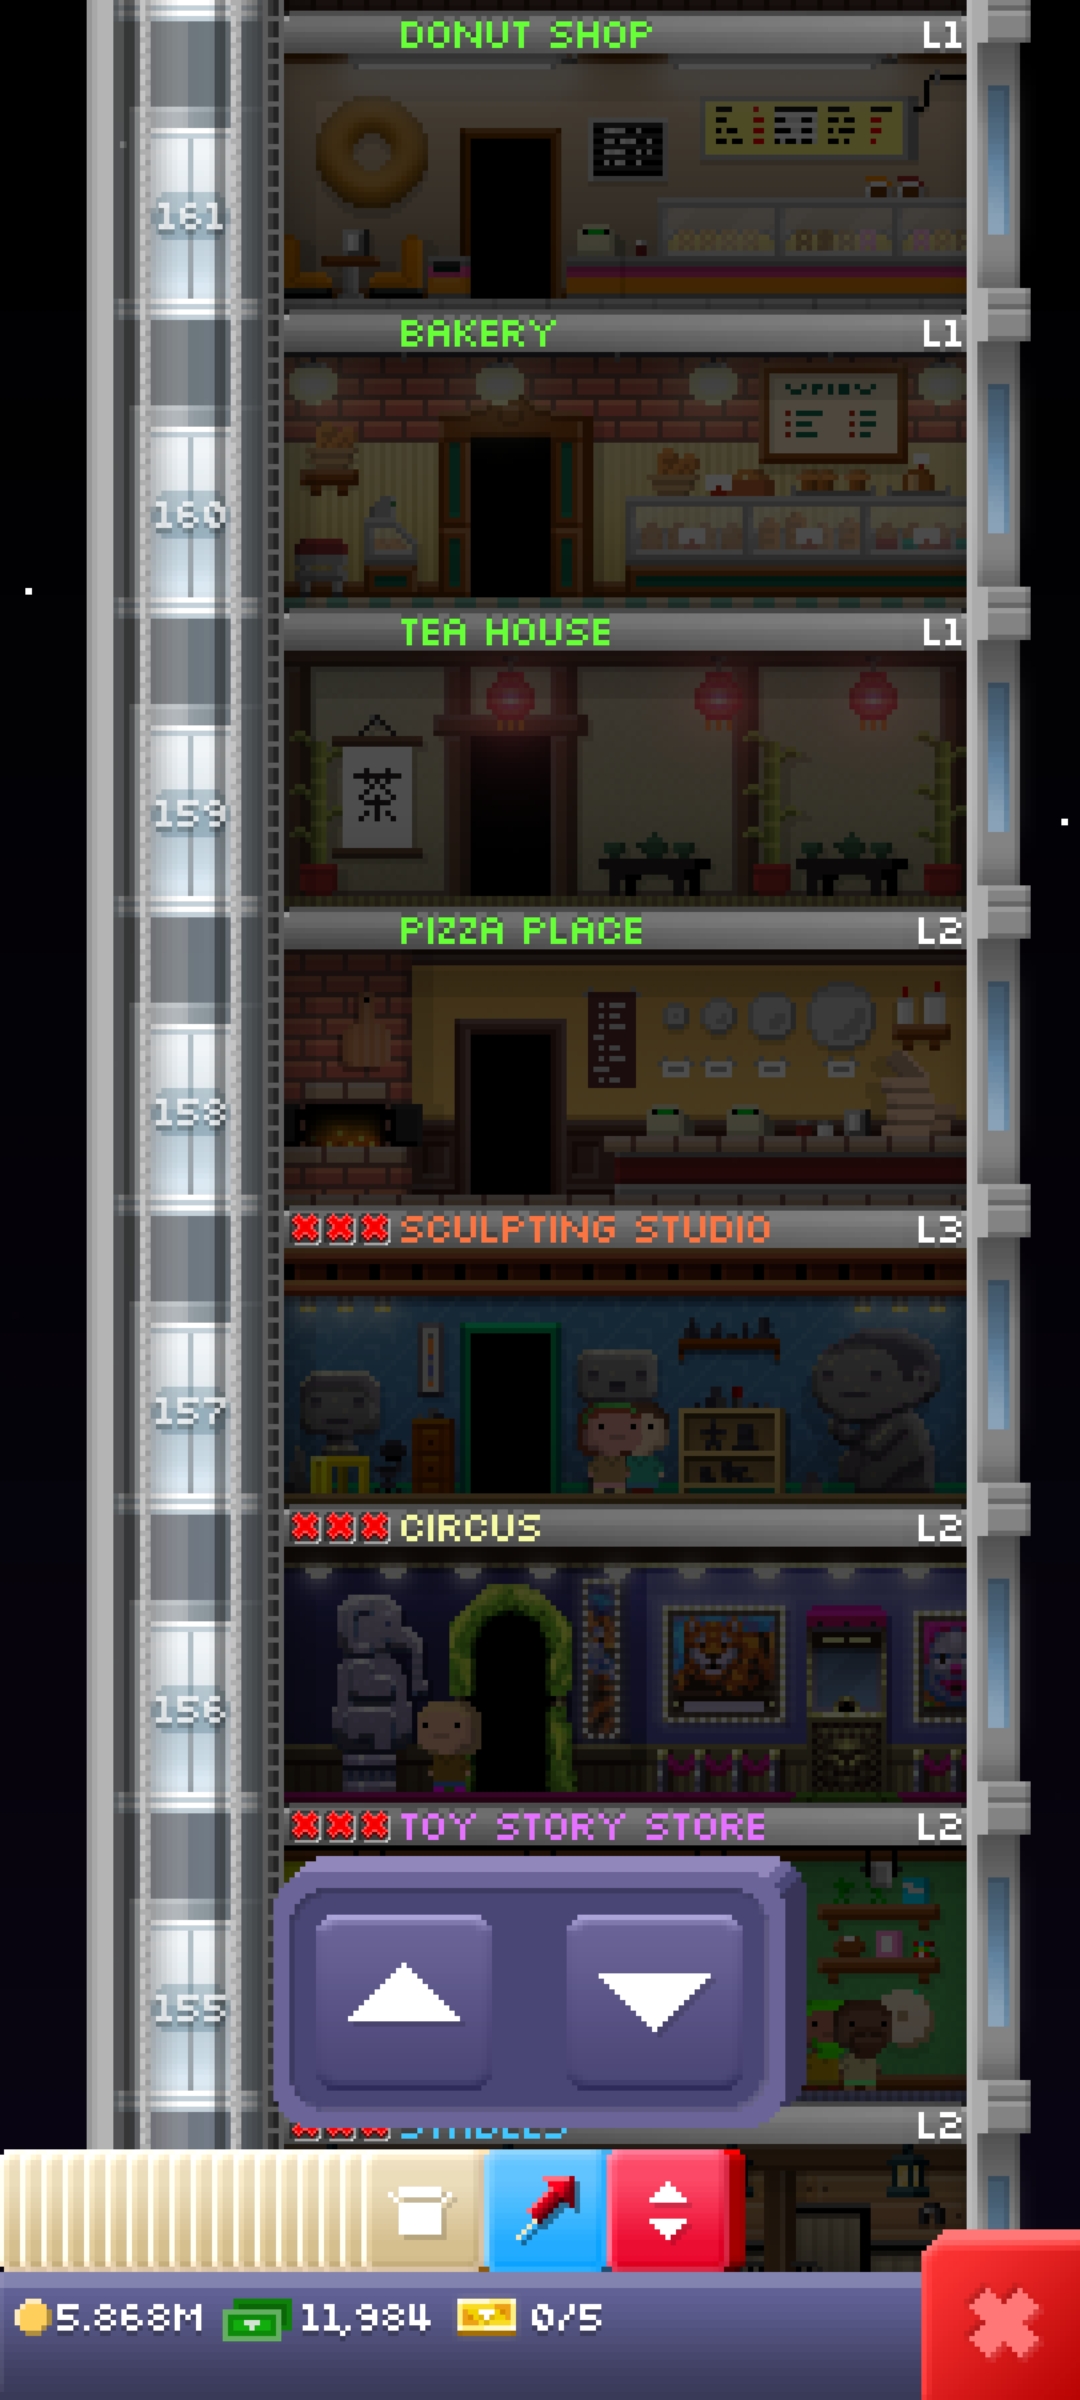 DONUT SHOP L1
161
BAKERY L1
160
TEA HOUSE L1
茶
159
PIZZA PLACE L2
158
SCULPTING STUDIO L3
157
CIRCUS L2
156
TOY STORY STORE L2
155
STABLES L2
5.868M 11,984 0/5